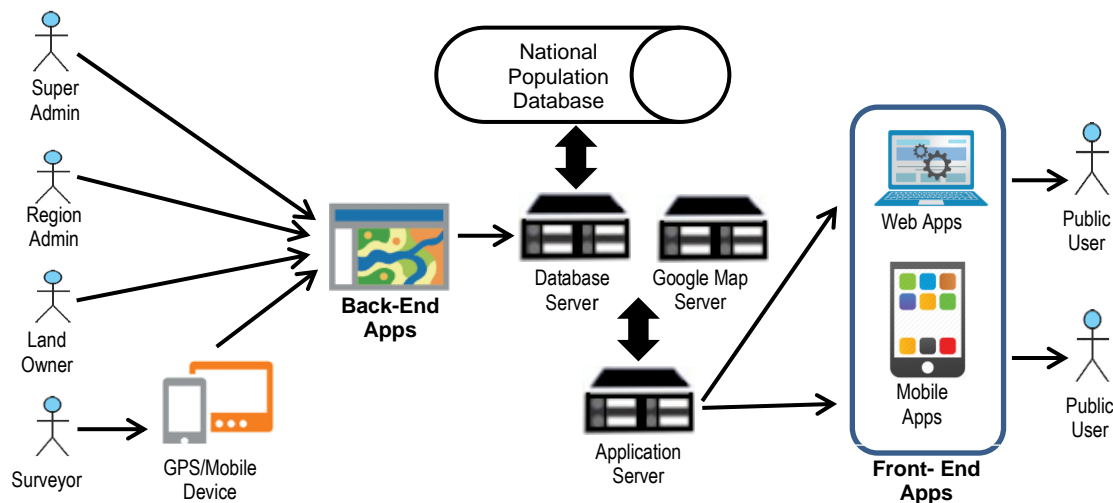 Super
Admin
Region
Admin
Land
Owner
Surveyor
GPS/Mobile
Device
Back-End
Apps
National
Population
Database
Database
Server
Google Map
Server
Application
Server
Web Apps
Mobile
Apps
Front- End
Apps
Public
User
Public
User